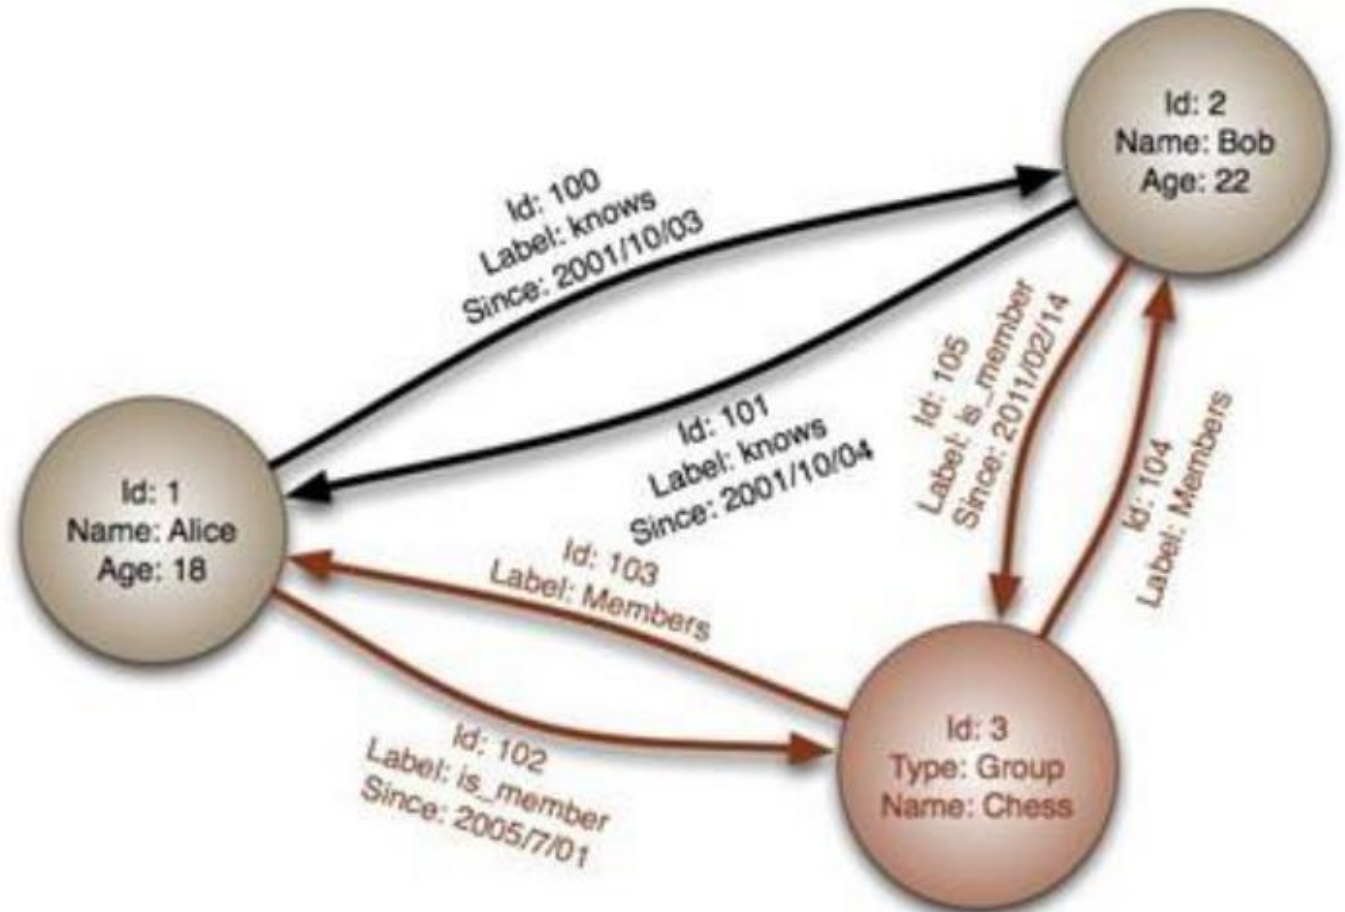 Id: 2
Name: Bob
Age: 22
Id: 100
Label: knows
Since: 2001/10/03
Id: 101
Label: knows
Since: 2001/10/04
Id: 105
Label: is_member
Since: 2011/02/14
Id: 104
Label: Members
Id: 1
Name: Alice
Age: 18
Id: 103
Label: Members
Id: 102
Label: is_member
Since: 2005/7/01
Id: 3
Type: Group
Name: Chess